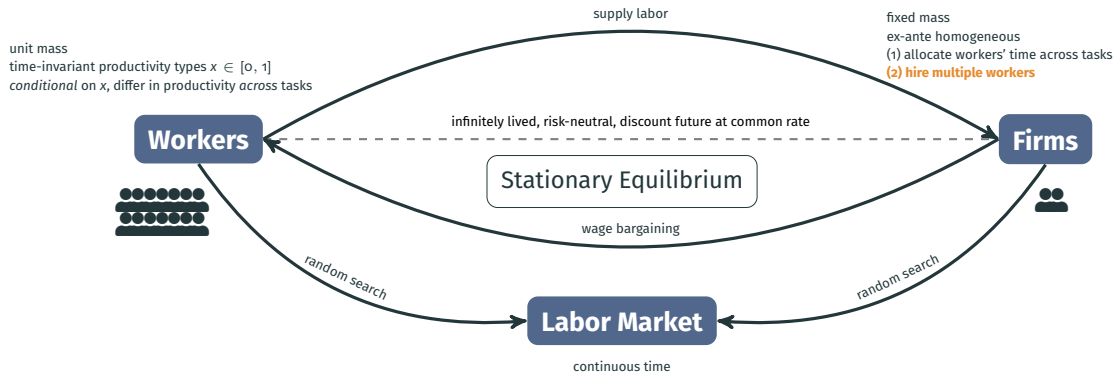 supply labor
fixed mass
ex-ante homogeneous
(1) allocate workers' time across tasks
(2) hire multiple workers
unit mass
time-invariant productivity types x ∈ [0, 1]
conditional on x, differ in productivity across tasks
infinitely lived, risk-neutral, discount future at common rate
Workers
Firms
Stationary Equilibrium
wage bargaining
random search
random search
Labor Market
continuous time